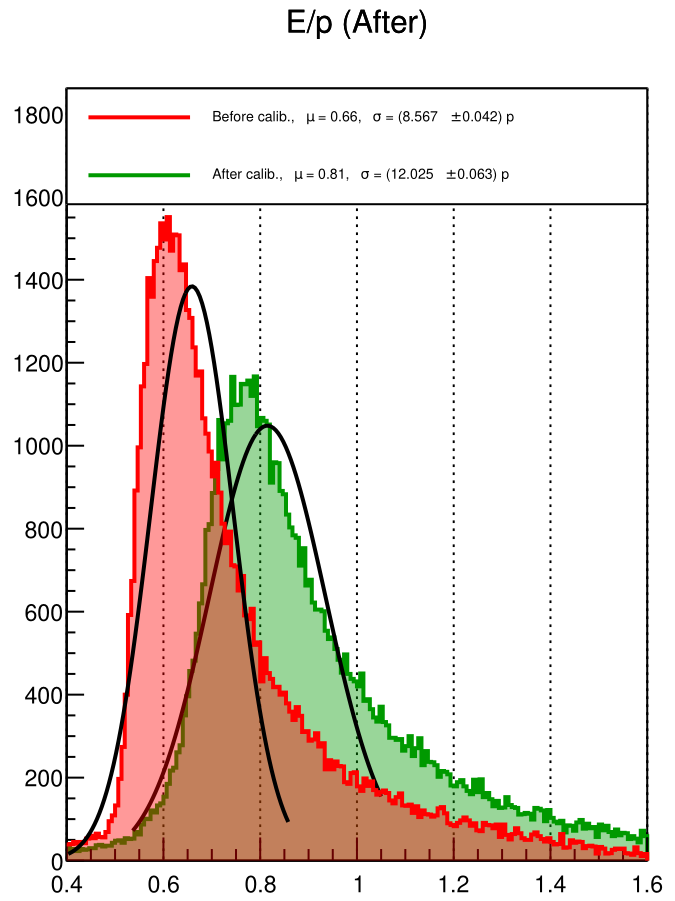 E/p (After)
Before calib., μ = 0.66, σ = (8.567 ±0.042) p
After calib., μ = 0.81, σ = (12.025 ±0.063) p
1800
1600
1400
1200
1000
800
600
400
200
0
0.4 0.6 0.8 1 1.2 1.4 1.6